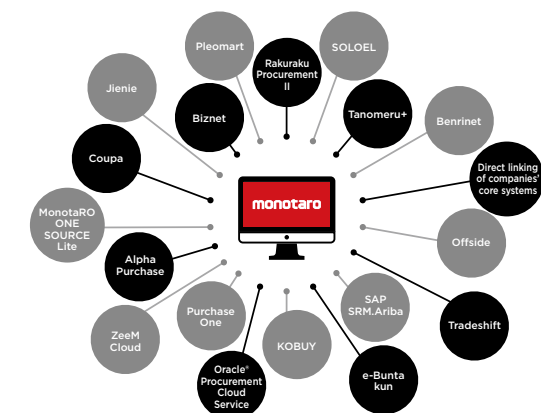 Pleomart
Rakuraku
Procurement
II
SOLOEL
Jienie
Biznet
Tanomeru+
Benrinet
Coupa
Direct linking
of companies'
core systems
MonotaRO
ONE
SOURCE
Lite
monotaro
Offside
Alpha
Purchase
ZeeM
Cloud
Purchase
One
KOBUY
SAP
SRM.Ariba
Tradeshift
Oracle®
Procurement
Cloud
Service
e-Bunta
kun